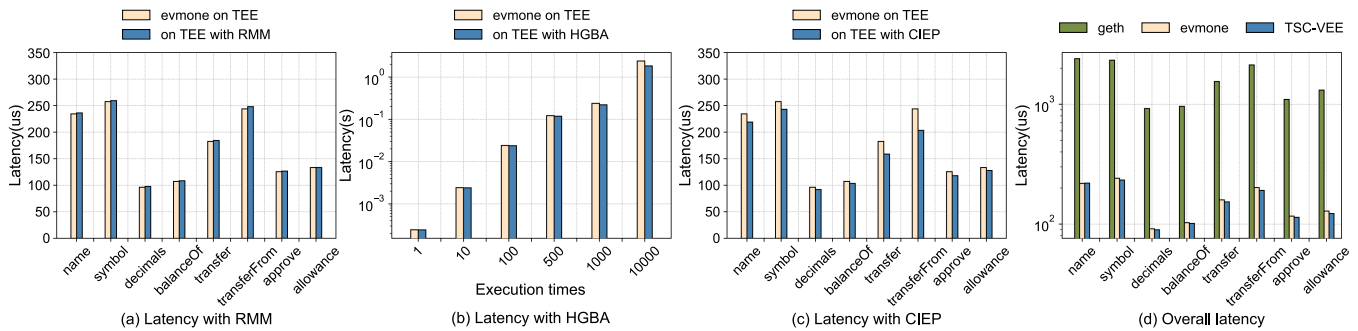 evmone on TEE
on TEE with RMM
350
300
250
200
150
100
50
0
Latency(us)
name
symbol
decimals
balanceOf
transfer
transferFrom
approve
allowance
(a) Latency with RMM
evmone on TEE
on TEE with HGBA
10^0
10^-1
10^-2
10^-3
Latency(s)
1
10
100
500
1000
10000
Execution times
(b) Latency with HGBA
evmone on TEE
on TEE with CIEP
350
300
250
200
150
100
50
0
Latency(us)
name
symbol
decimals
balanceOf
transfer
transferFrom
approve
allowance
(c) Latency with CIEP
geth evmone TSC-VEE
10^3
10^2
Latency(us)
name
symbol
decimals
balanceOf
transfer
transferFrom
approve
allowance
(d) Overall latency